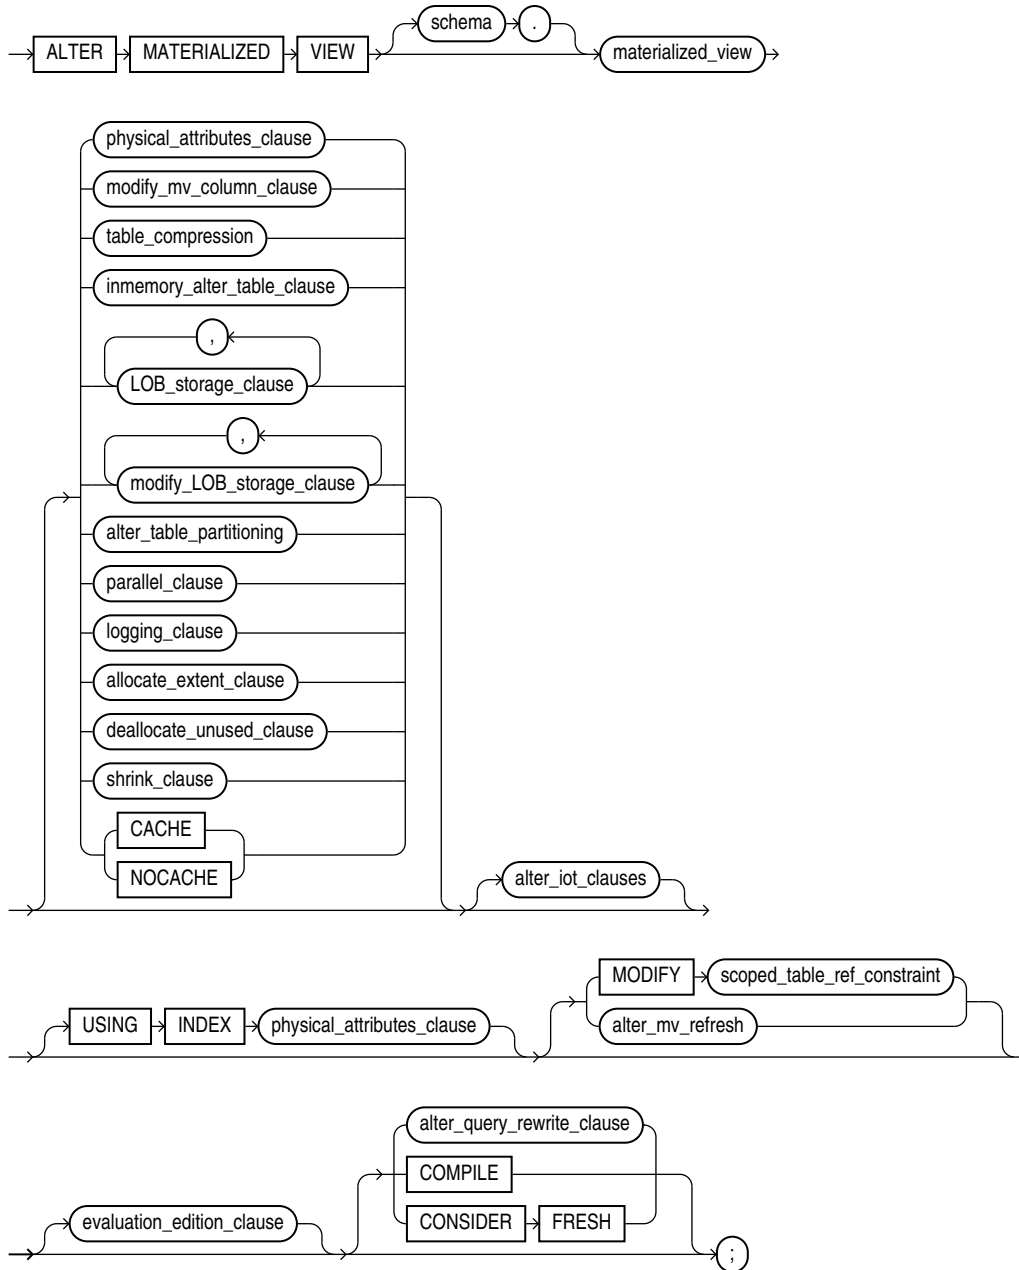 schema .
ALTER MATERIALIZED VIEW materialized_view
physical_attributes_clause
modify_mv_column_clause
table_compression
inmemory_alter_table_clause
,
LOB_storage_clause
,
modify_LOB_storage_clause
alter_table_partitioning
parallel_clause
logging_clause
allocate_extent_clause
deallocate_unused_clause
shrink_clause
CACHE
NOCACHE
alter_iot_clauses
MODIFY scoped_table_ref_constraint
USING INDEX physical_attributes_clause
alter_mv_refresh
alter_query_rewrite_clause
COMPILE
evaluation_edition_clause
CONSIDER FRESH
;